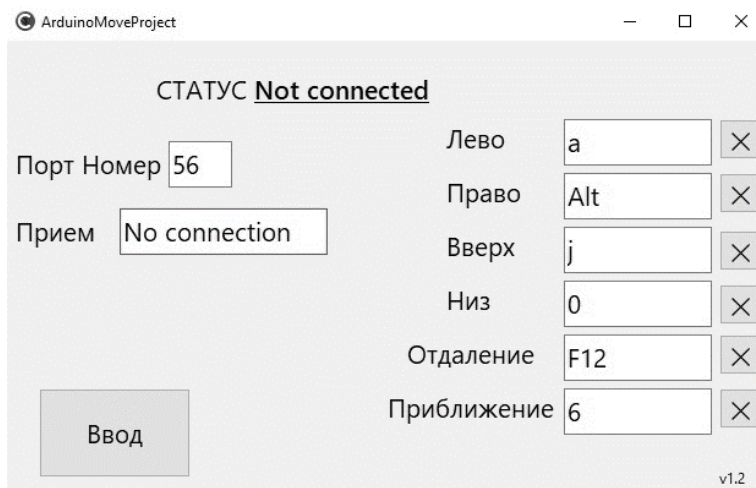 ArduinoMoveProject
СТАТУС Not connected
Порт Номер 56
Прием No connection
Ввод
Лево a
Право Alt
Вверх j
Низ 0
Отдаление F12
Приближение 6
v1.2